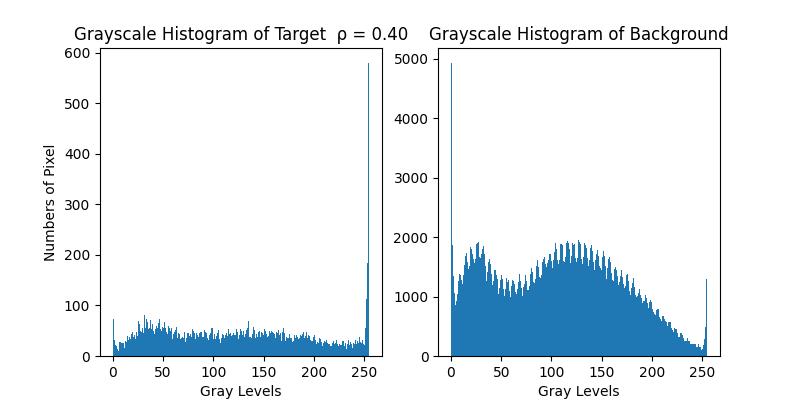 Grayscale Histogram of Target  ρ = 0.40
Numbers of Pixel
600
500
400
300
200
100
0
0 50 100 150 200 250
Gray Levels
Grayscale Histogram of Background
5000
4000
3000
2000
1000
0
0 50 100 150 200 250
Gray Levels